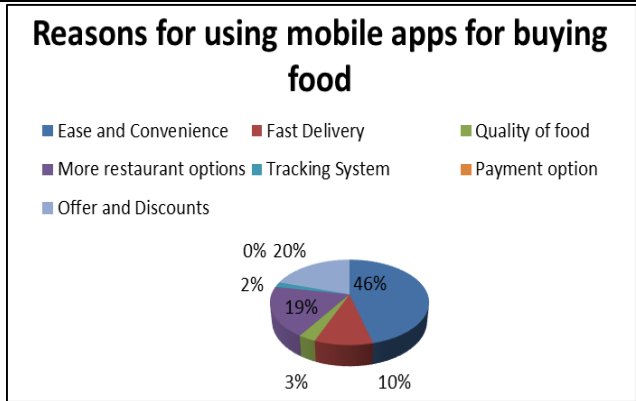 Reasons for using mobile apps for buying
food
Ease and Convenience Fast Delivery Quality of food
More restaurant options Tracking System Payment option
Offer and Discounts
0% 20%
46%
2%
19%
3% 10%